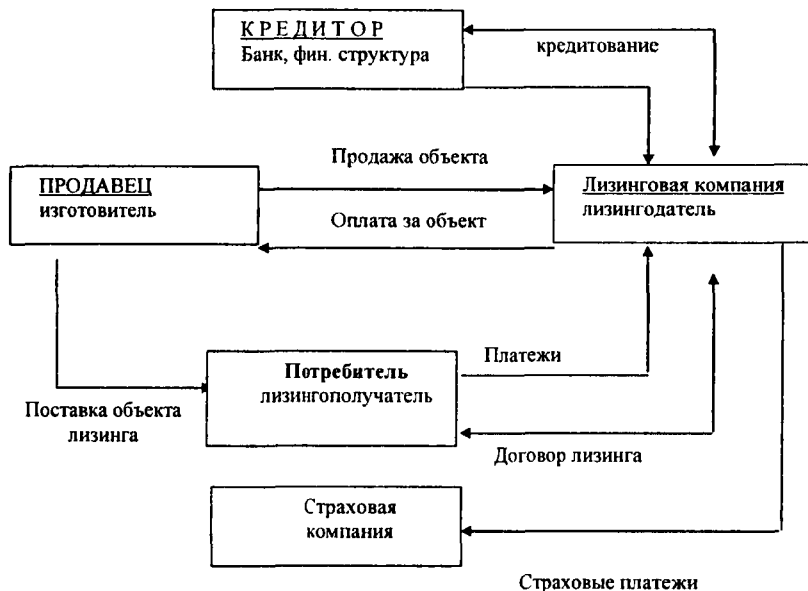 К Р Е Д И Т О Р
Банк, фин. структура
кредитование
Продажа объекта
ПРОДАВЕЦ
изготовитель
Лизинговая компания
лизингодатель
Оплата за объект
Потребитель
лизингополучатель
Платежи
Поставка объекта
лизинга
Договор лизинга
Страховая
компания
Страховые платежи